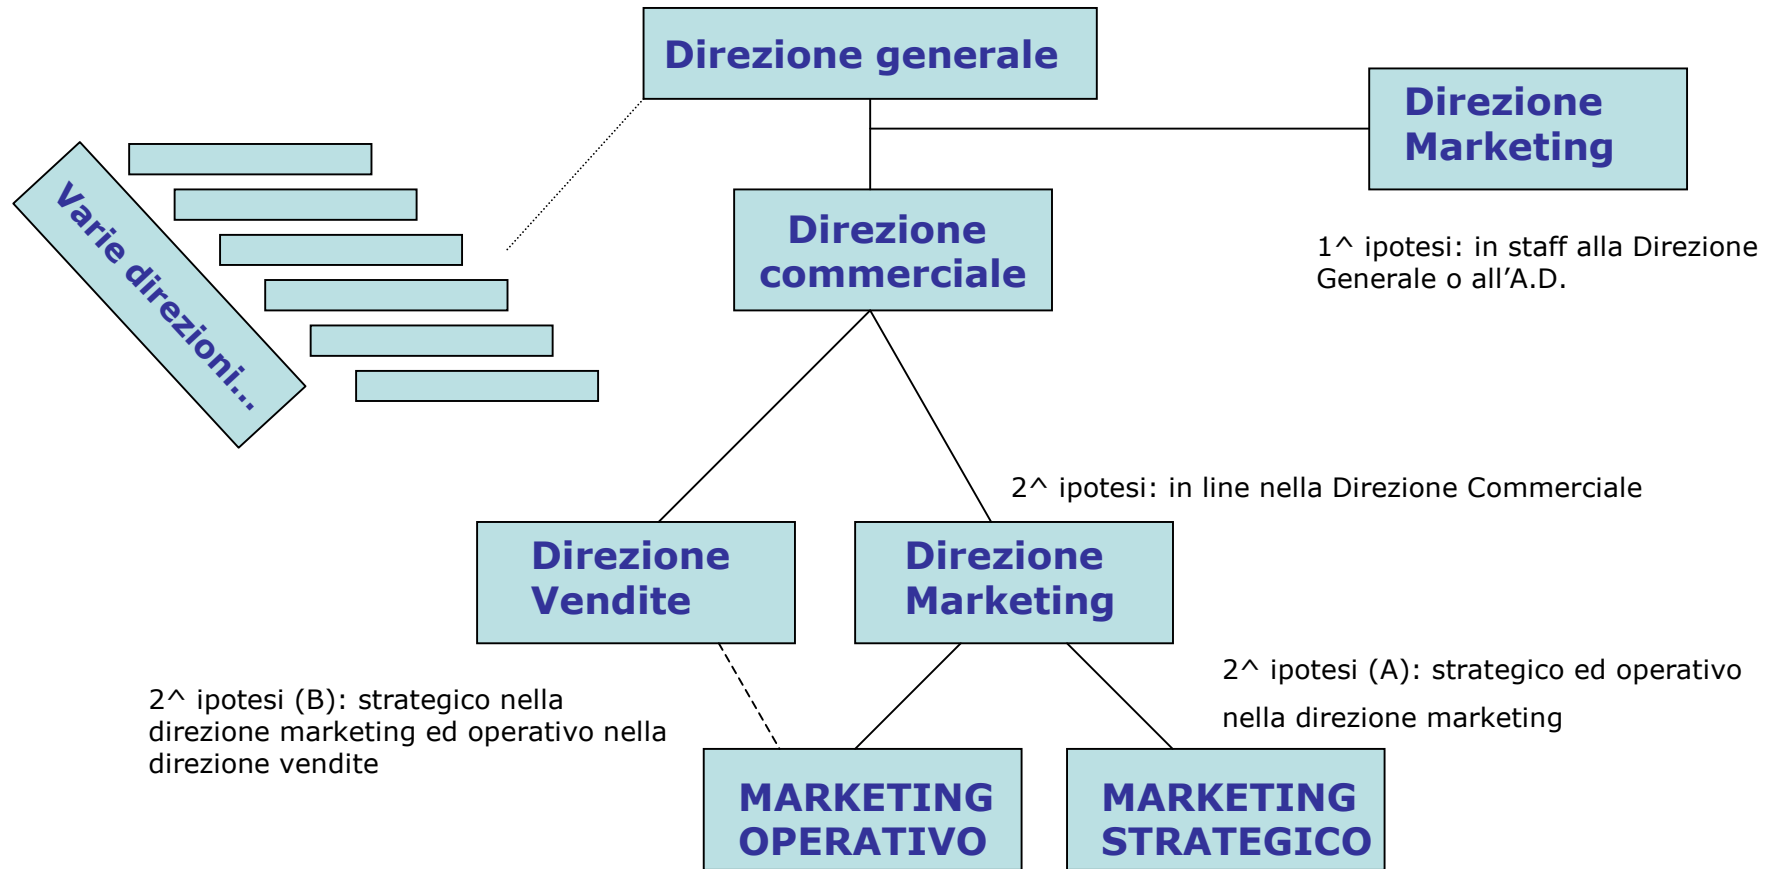 Direzione generale
Direzione
Marketing
1^ ipotesi: in staff alla Direzione
Generale o all’A.D.
Varie direzioni…
Direzione
commerciale
2^ ipotesi: in line nella Direzione Commerciale
Direzione
Vendite
Direzione
Marketing
2^ ipotesi (B): strategico nella
direzione marketing ed operativo nella
direzione vendite
2^ ipotesi (A): strategico ed operativo
nella direzione marketing
MARKETING
OPERATIVO
MARKETING
STRATEGICO